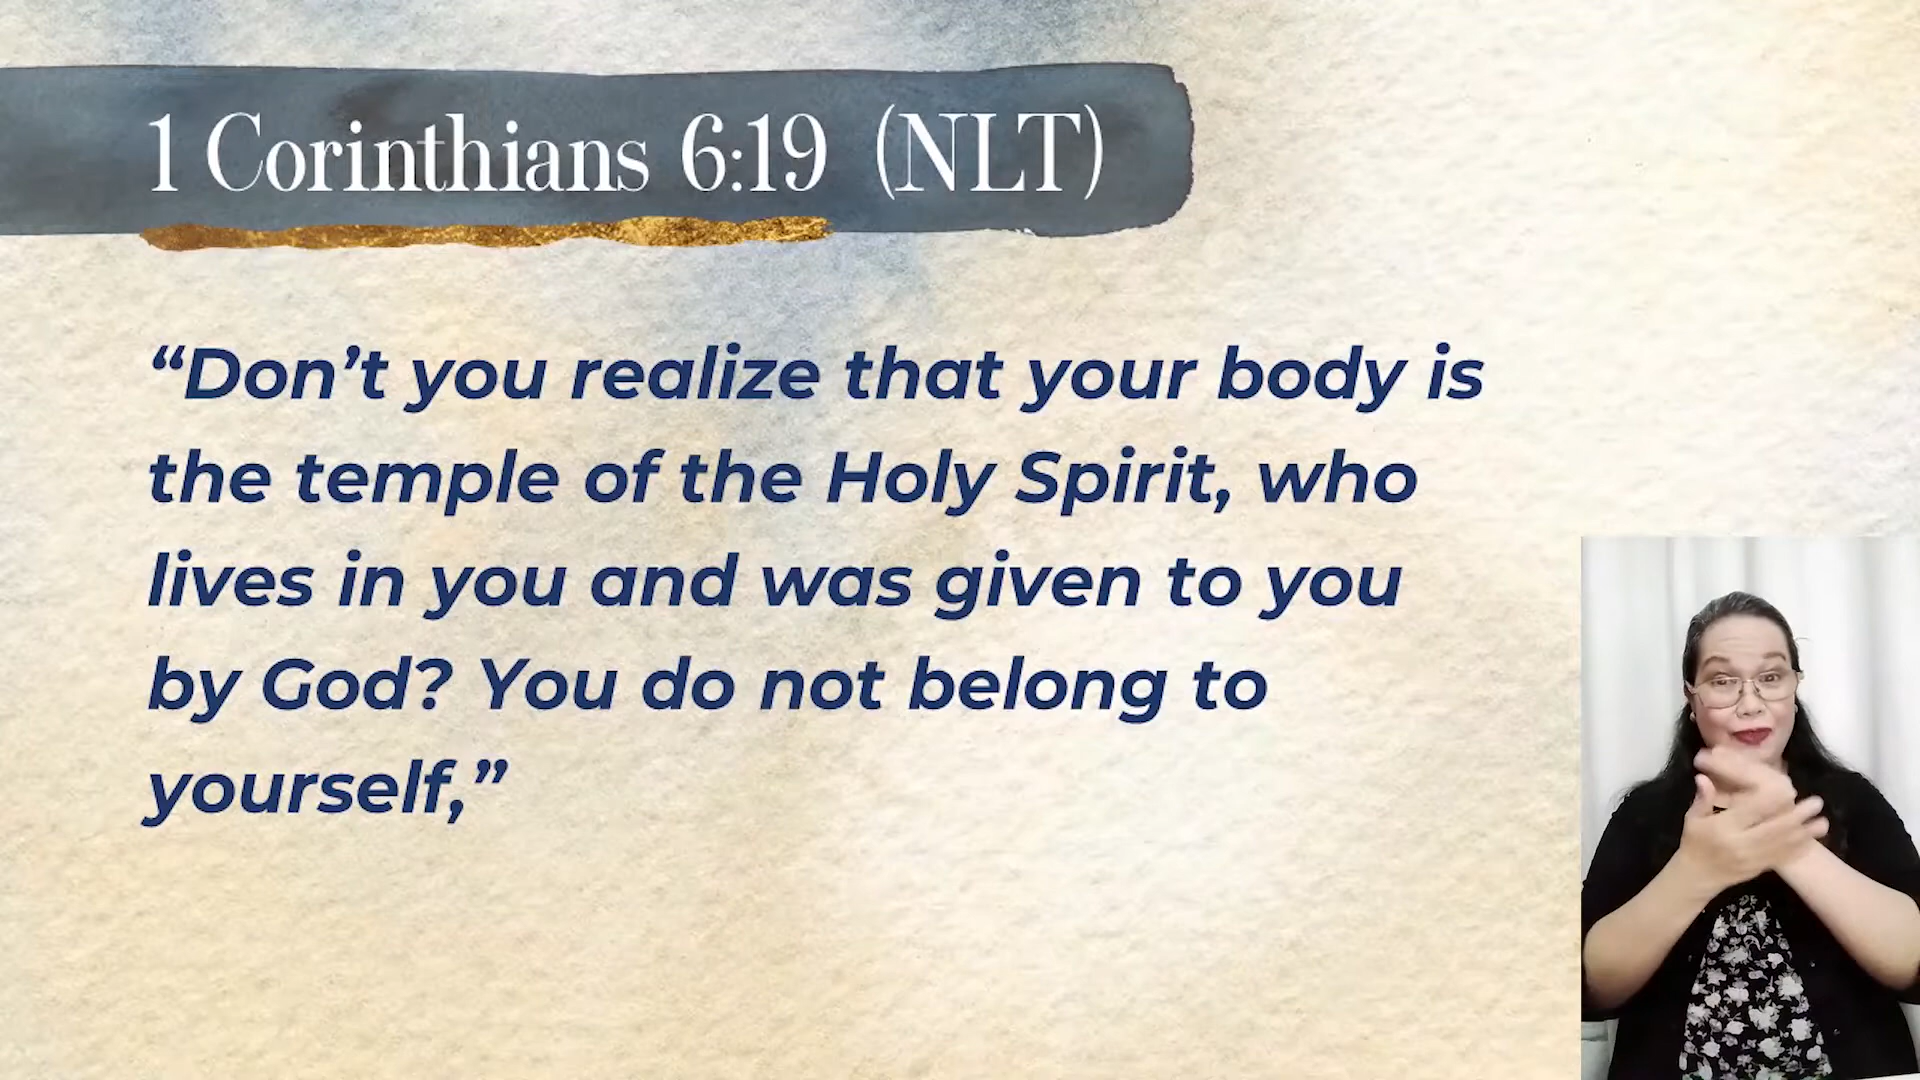 1 Corinthians 6:19 (NLT)
“Don’t you realize that your body is
the temple of the Holy Spirit, who
lives in you and was given to you
by God? You do not belong to
yourself,”